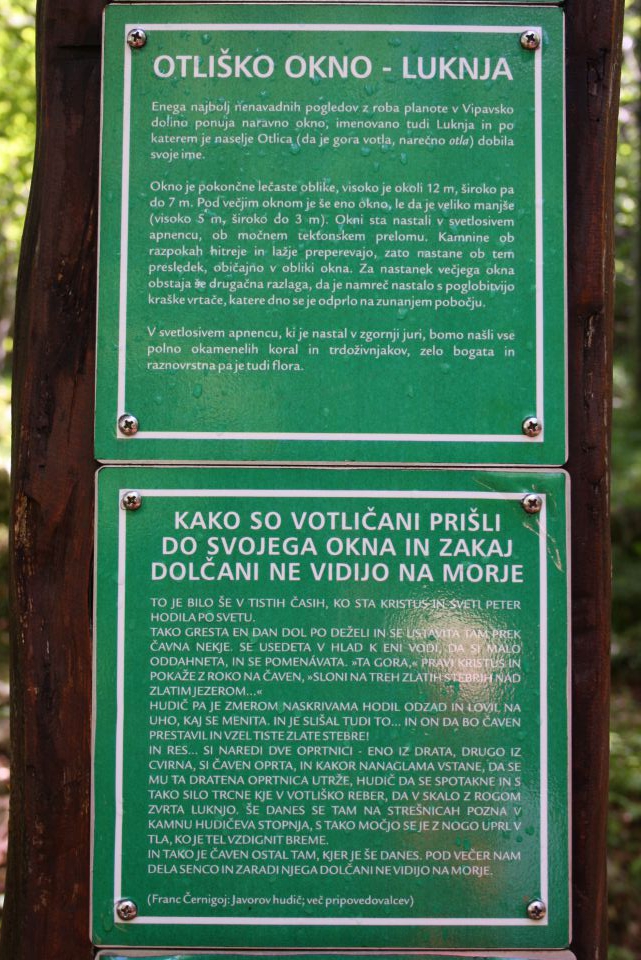 OTLIŠKO OKNO - LUKNJA
Enega najbolj nenavadnih pogledov z roba planote v Vipavsko
dolino ponuja naravno okno, imenovano tudi Luknja in po
katerem je naselje Otlica (da je gora votla, narečno otla) dobila
svoje ime.
Okno je pokončne lečaste oblike, visoko je okoli 12 m, široko pa
do 7 m. Pod večjim oknom je še eno okno, le da je veliko manjše
(visoko 5 m, široko do 3 m). Okni sta nastali v svetlosivem
apnencu, ob močnem tektonskem prelomu. Kamnine ob
razpokah hitreje in lažje preperevajo, zato nastane ob tem
presledek, običajno v obliki okna. Za nastanek večjega okna
obstaja še drugačna razlaga, da je namreč nastalo s poglobitvijo
kraške vrtače, katere dno se je odprlo na zunanjem pobočju.
V svetlosivem apnencu, ki je nastal v zgornji juri, bomo našli vse
polno okamenelih koral in trdoživnjakov, zelo bogata in
raznovrstna pa je tudi flora.
KAKO SO VOTLIČANI PRIŠLI
DO SVOJEGA OKNA IN ZAKAJ
DOLČANI NE VIDIJO NA MORJE
TO JE BILO ŠE V TISTIH ČASIH, KO STA KRISTUS IN SVETI PETER
HODILA PO SVETU.
TAKO GRESTA EN DAN DOL PO DEŽELI IN SE USTAVITA TAM PREK
ČAVNA NEKJE. SE USEDETA V HLAD K ENI VODI, DA SI MALO
ODDAHNETA, IN SE POMENÁVATA. »TA GORA,« PRAVI KRISTUS IN
POKAŽE Z ROKO NA ČAVEN, »SLONI NA TREH ZLATIH STEBRIH NAD
ZLATIM JEZEROM...«
HUDIČ PA JE ZMEROM NASKRIVAMA HODIL ODZAD IN LOVIL NA
UHO, KAJ SE MENITA. IN JE SLIŠAL TUDI TO... IN ON DA BO ČAVEN
PRESTAVIL IN VZEL TISTE ZLATE STEBRE!
IN RES... SI NAREDI DVE OPRTNICI - ENO IZ DRATA, DRUGO IZ
CVIRNA, SI ČAVEN OPRTA, IN KAKOR NANAGLAMA VSTANE, DA SE
MU TA DRATENA OPRTNICA UTRŽE, HUDIČ DA SE SPOTAKNE IN S
TAKO SILO TRCNE KJE V VOTLIŠKO REBER, DA V SKALO Z ROGOM
ZVRTA LUKNJO. ŠE DANES SE TAM NA STREŠNICAH POZNA V
KAMNU HUDIČEVA STOPNJA, S TAKO MOČJO SE JE Z NOGO UPRL V
TLA, KO JE TEL VZDIGNIT BREME.
IN TAKO JE ČAVEN OSTAL TAM, KJER JE ŠE DANES. POD VEČER NAM
DELA SENCO IN ZARADI NJEGA DOLČANI NE VIDIJO NA MORJE.
(Franc Černigoj: Javorov hudič; več pripovedovalcev)